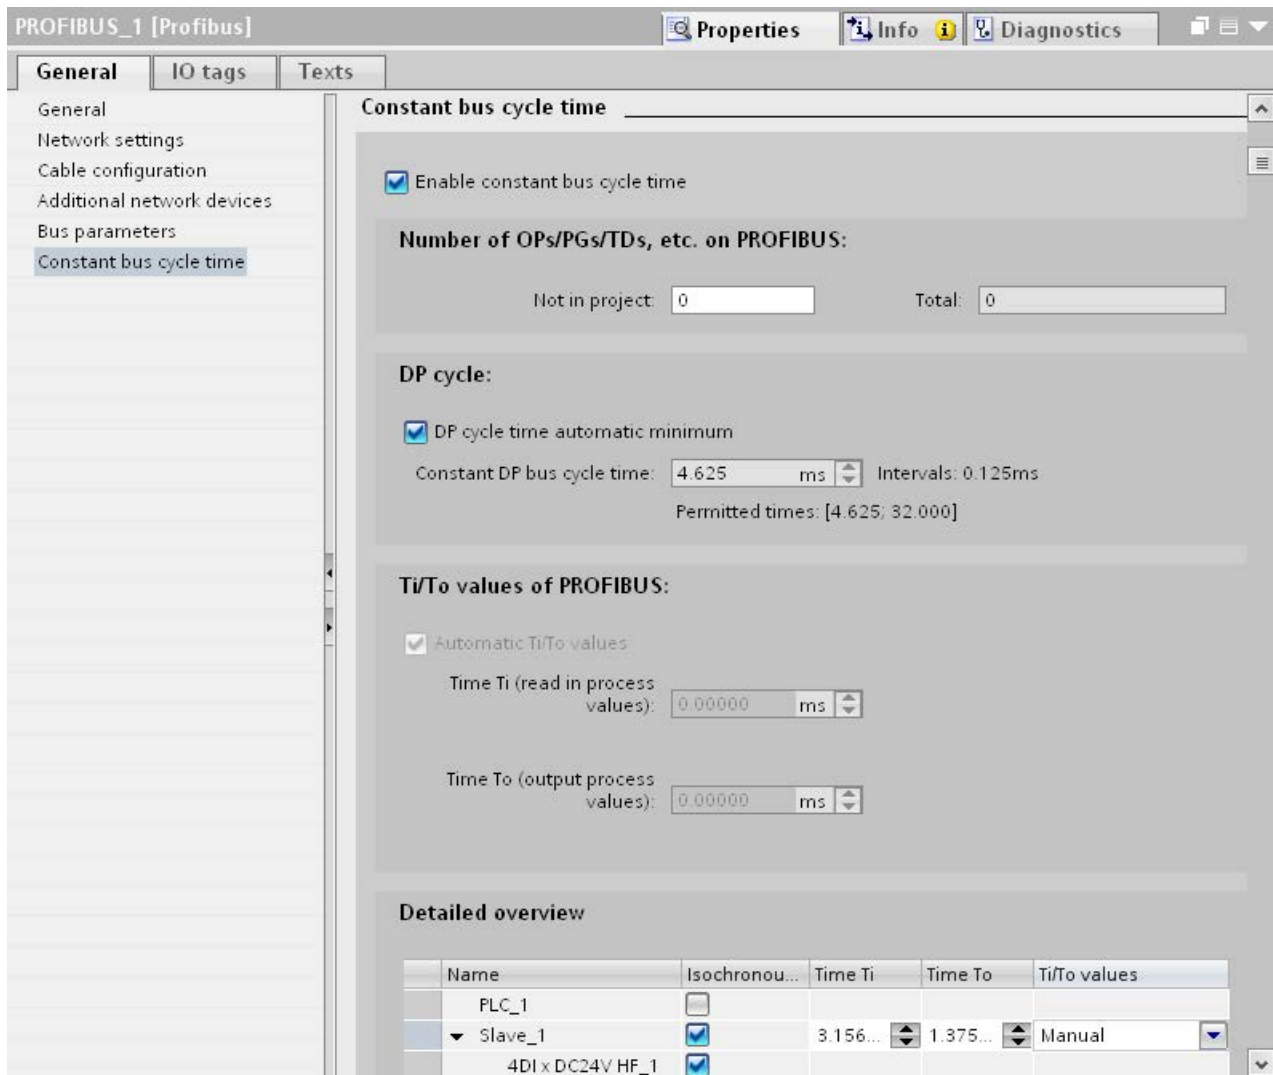 PROFIBUS_1 [Profibus]
Properties
Info
Diagnostics
General
IO tags
Texts
General
Network settings
Cable configuration
Additional network devices
Bus parameters
Constant bus cycle time
Constant bus cycle time
Enable constant bus cycle time
Number of OPs/PGs/TDs, etc. on PROFIBUS:
Not in project: 0 Total: 0
DP cycle:
DP cycle time automatic minimum
Constant DP bus cycle time: 4.625 ms Intervals: 0.125ms
Permitted times: [4.625; 32.000]
Ti/To values of PROFIBUS:
Automatic Ti/To values
Time Ti (read in process
values): 0.00000 ms
Time To (output process
values): 0.00000 ms
Detailed overview
Name Isochronou... Time Ti Time To Ti/To values
PLC_1
Slave_1 3.156... 1.375... Manual
4DI x DC24V HF_1